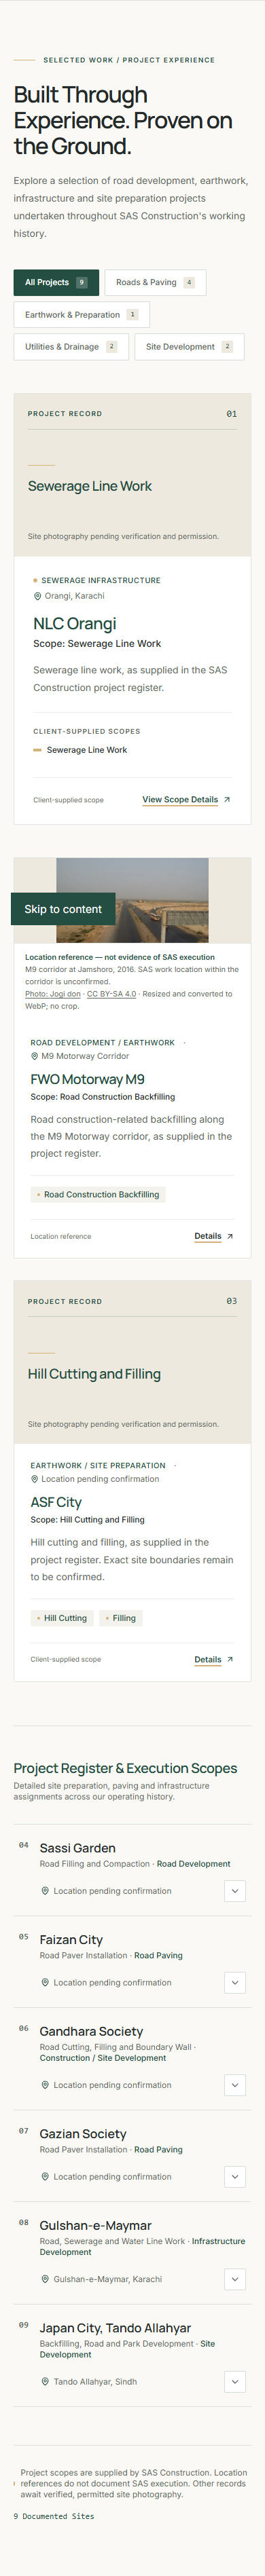 SELECTED WORK / PROJECT EXPERIENCE
Built Through
Experience. Proven on
the Ground.
Explore a selection of road development, earthwork,
infrastructure and site preparation projects
undertaken throughout SAS Construction's working
history.
All Projects 9
Roads & Paving 4
Earthwork & Preparation 1
Utilities & Drainage 2
Site Development 2
PROJECT RECORD 01
Sewerage Line Work
Site photography pending verification and permission.
SEWERAGE INFRASTRUCTURE
Orangi, Karachi
NLC Orangi
Scope: Sewerage Line Work
Sewerage line work, as supplied in the SAS
Construction project register.
CLIENT-SUPPLIED SCOPES
Sewerage Line Work
Client-supplied scope
View Scope Details
Skip to content
Location reference — not evidence of SAS execution
M9 corridor at Jamshoro, 2016. SAS work location within the
corridor is unconfirmed.
Photo: Jogi don · CC BY-SA 4.0 · Resized and converted to
WebP; no crop.
ROAD DEVELOPMENT / EARTHWORK ·
M9 Motorway Corridor
FWO Motorway M9
Scope: Road Construction Backfilling
Road construction-related backfilling along
the M9 Motorway corridor, as supplied in the
project register.
Road Construction Backfilling
Location reference
Details
PROJECT RECORD 03
Hill Cutting and Filling
Site photography pending verification and permission.
EARTHWORK / SITE PREPARATION ·
Location pending confirmation
ASF City
Scope: Hill Cutting and Filling
Hill cutting and filling, as supplied in the
project register. Exact site boundaries remain
to be confirmed.
Hill Cutting
Filling
Client-supplied scope
Details
Project Register & Execution Scopes
Detailed site preparation, paving and infrastructure
assignments across our operating history.
04 Sassi Garden
Road Filling and Compaction · Road Development
Location pending confirmation
05 Faizan City
Road Paver Installation · Road Paving
Location pending confirmation
06 Gandhara Society
Road Cutting, Filling and Boundary Wall ·
Construction / Site Development
Location pending confirmation
07 Gazian Society
Road Paver Installation · Road Paving
Location pending confirmation
08 Gulshan-e-Maymar
Road, Sewerage and Water Line Work · Infrastructure
Development
Gulshan-e-Maymar, Karachi
09 Japan City, Tando Allahyar
Backfilling, Road and Park Development · Site
Development
Tando Allahyar, Sindh
Project scopes are supplied by SAS Construction. Location
references do not document SAS execution. Other records
await verified, permitted site photography.
9 Documented Sites